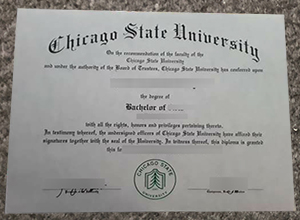 Chicago State University
On the recommendation of the faculty of the
Chicago State University
and under the authority of the Board of Trustees, Chicago State University has conferred upon
the degree of
Bachelor of
with all the rights, honors and privileges pertaining thereto.
In testimony whereof, the undersigned officers of Chicago State University have affixed their
signatures together with the seal of the University. In witness thereof, this diploma is granted
this
CHICAGO STATE
UNIVERSITY